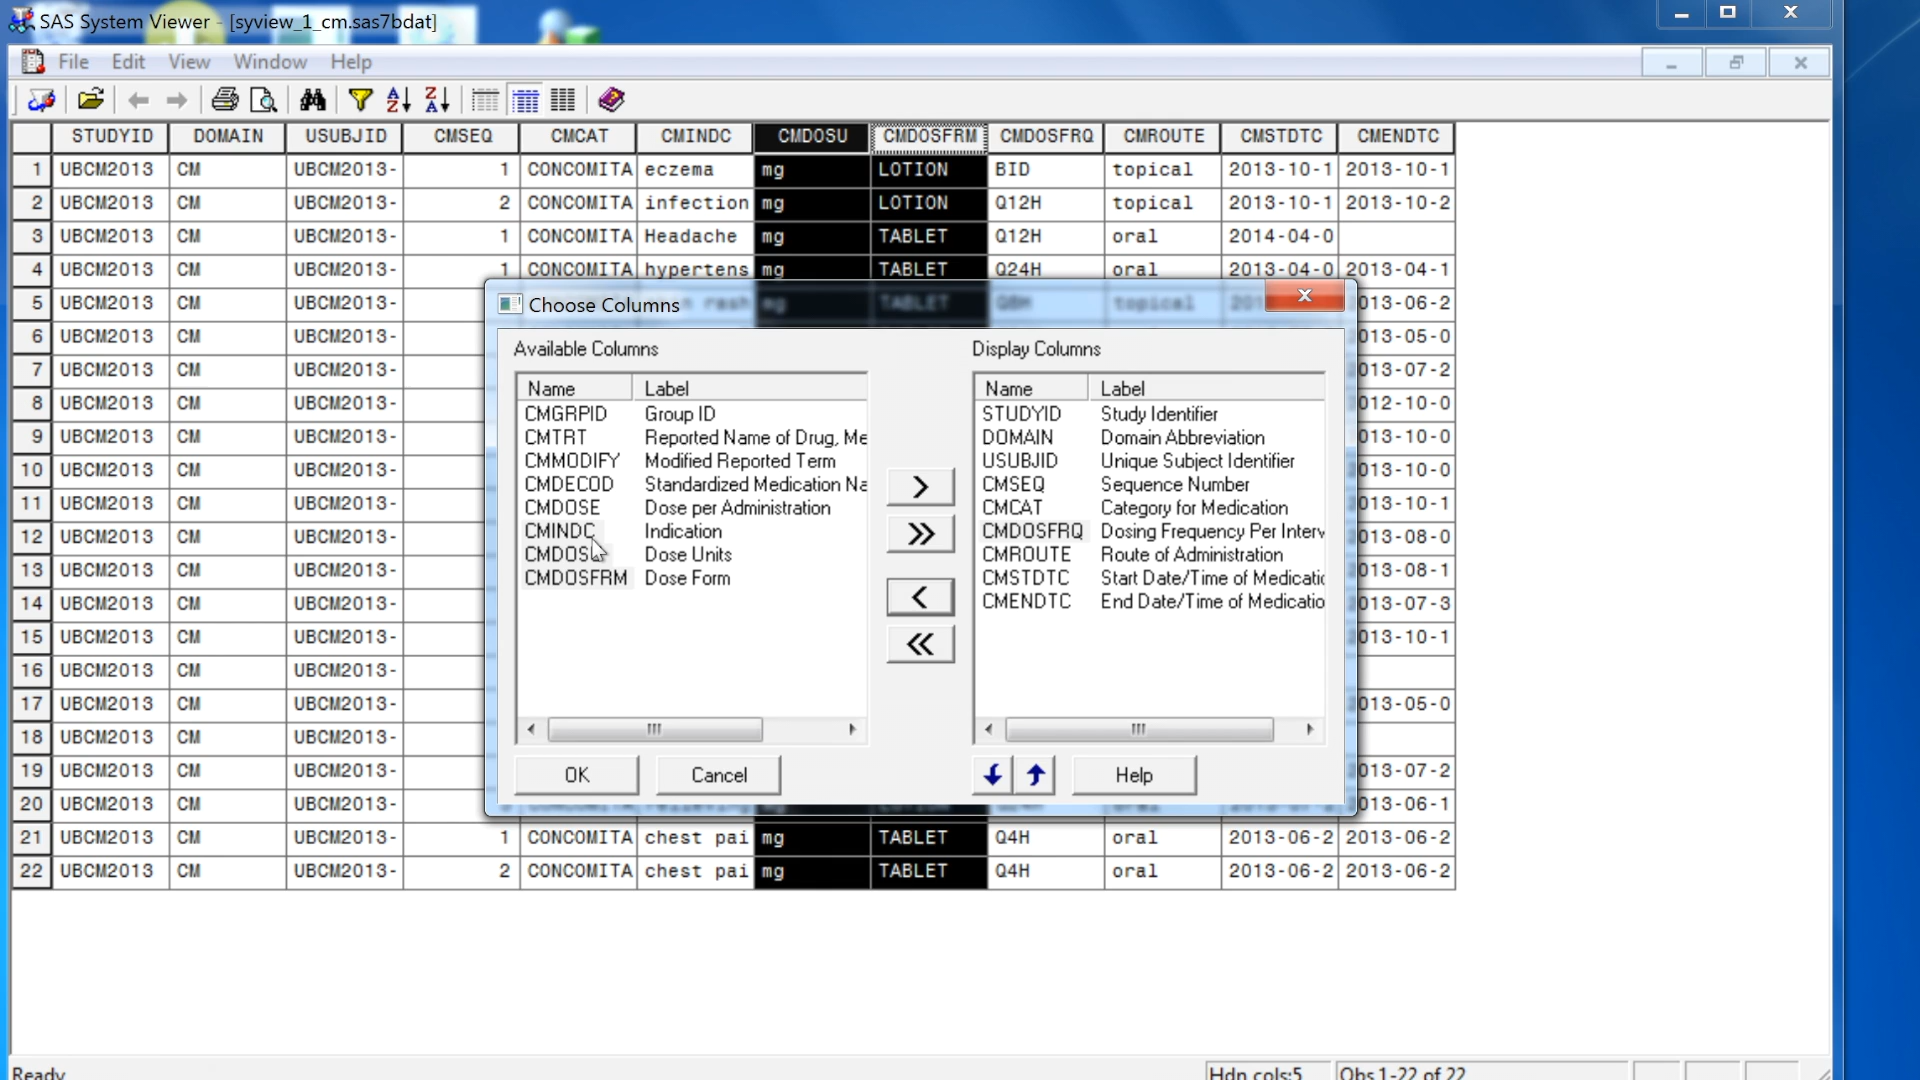 SAS System Viewer - [syview_1_cm.sas7bdat]
File Edit View Window Help
STUDYID DOMAIN USUBJID CMSEQ CMCAT CMINDC CMDOSU CMDOSFRM CMDOSFRQ CMROUTE CMSTDTC CMENDTC
1 UBCM2013 CM UBCM2013- 1 CONCOMITA eczema mg LOTION BID topical 2013-10-1 2013-10-1
2 UBCM2013 CM UBCM2013- 2 CONCOMITA infection mg LOTION Q12H topical 2013-10-1 2013-10-2
3 UBCM2013 CM UBCM2013- 1 CONCOMITA Headache mg TABLET Q12H oral 2014-04-0
4 UBCM2013 CM UBCM2013- 1 CONCOMITA hypertens mg TABLET Q24H oral 2013-04-0 2013-04-1
5 UBCM2013 CM UBCM2013- rash mg TABLET Q8H topical 201 013-06-2
6 UBCM2013 CM UBCM2013- 013-05-0
7 UBCM2013 CM UBCM2013- 013-07-2
8 UBCM2013 CM UBCM2013- 012-10-0
9 UBCM2013 CM UBCM2013- 013-10-0
10 UBCM2013 CM UBCM2013- 013-10-0
11 UBCM2013 CM UBCM2013- 013-10-1
12 UBCM2013 CM UBCM2013- 013-08-0
13 UBCM2013 CM UBCM2013- 013-08-1
14 UBCM2013 CM UBCM2013- 013-07-3
15 UBCM2013 CM UBCM2013- 013-10-1
16 UBCM2013 CM UBCM2013-
17 UBCM2013 CM UBCM2013- 013-05-0
18 UBCM2013 CM UBCM2013-
19 UBCM2013 CM UBCM2013- 013-07-2
20 UBCM2013 CM UBCM2013- 013-06-1
21 UBCM2013 CM UBCM2013- 1 CONCOMITA chest pai mg TABLET Q4H oral 2013-06-2 2013-06-2
22 UBCM2013 CM UBCM2013- 2 CONCOMITA chest pai mg TABLET Q4H oral 2013-06-2 2013-06-2
Choose Columns
Available Columns
Name Label
CMGRPID Group ID
CMTRT Reported Name of Drug, Me
CMMODIFY Modified Reported Term
CMDECOD Standardized Medication Na
CMDOSE Dose per Administration
CMINDC Indication
CMDOS Dose Units
CMDOSFRM Dose Form
>
>>
<
<<
Display Columns
Name Label
STUDYID Study Identifier
DOMAIN Domain Abbreviation
USUBJID Unique Subject Identifier
CMSEQ Sequence Number
CMCAT Category for Medication
CMDOSFRQ Dosing Frequency Per Interv
CMROUTE Route of Administration
CMSTDTC Start Date/Time of Medicatio
CMENDTC End Date/Time of Medicatio
OK Cancel Help
Ready Hdn cols:5 Obs 1-22 of 22